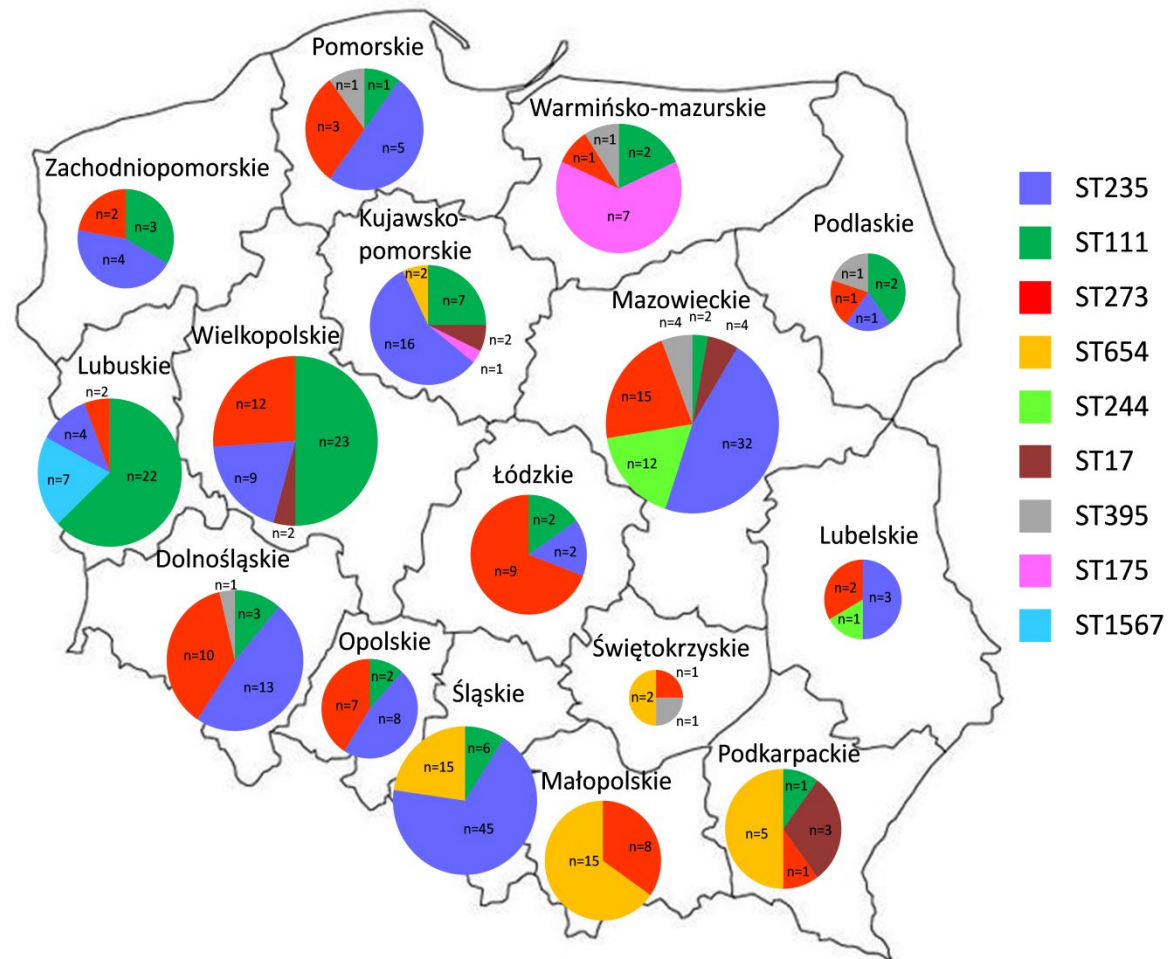 Pomorskie
n=1
n=1
n=3
n=5
Warmińsko-mazurskie
n=1
n=2
n=1
n=7
Zachodniopomorskie
n=2
n=3
n=4
Kujawsko-
pomorskie
n=2
n=7
n=16
n=2
n=1
Podlaskie
n=1
n=2
n=1
n=1
Mazowieckie
n=4
n=2
n=4
n=15
n=32
n=12
Lubuskie
n=2
n=4
n=7
n=22
Wielkopolskie
n=12
n=23
n=9
n=2
Łódzkie
n=2
n=2
n=9
Lubelskie
n=2
n=3
n=1
Dolnośląskie
n=1
n=3
n=10
n=13
Opolskie
n=2
n=7
n=8
Śląskie
n=6
n=15
n=45
Świętokrzyskie
n=1
n=2
n=1
Małopolskie
n=8
n=15
Podkarpackie
n=1
n=5
n=3
n=1
ST235
ST111
ST273
ST654
ST244
ST17
ST395
ST175
ST1567